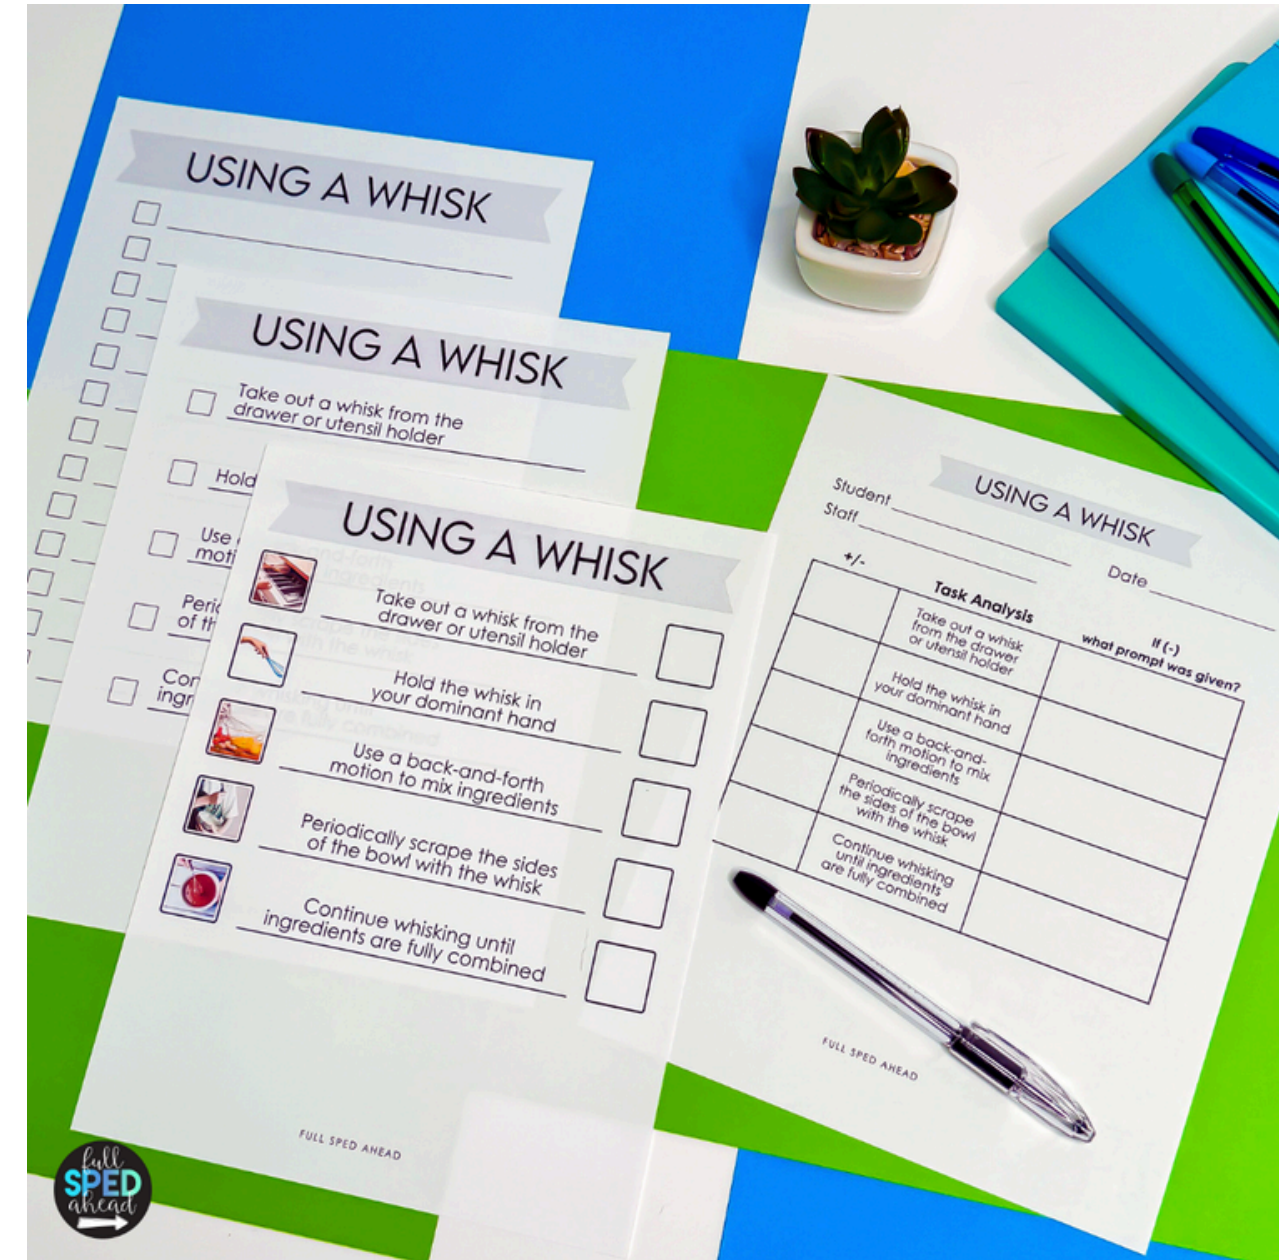 USING A WHISK
USING A WHISK
Take out a whisk from the
drawer or utensil holder
Hold
Use
moti
Peri
of th
Con
ingr
USING A WHISK
Take out a whisk from the
drawer or utensil holder
Hold the whisk in
your dominant hand
Use a back-and-forth
motion to mix ingredients
Periodically scrape the sides
of the bowl with the whisk
Continue whisking until
ingredients are fully combined
FULL SPED AHEAD
USING A WHISK
Student
Staff
Date
+/-
Task Analysis
If (-)
what prompt was given?
Take out a whisk
from the drawer
or utensil holder
Hold the whisk in
your dominant hand
Use a back-and-
forth motion to mix
ingredients
Periodically scrape
the sides of the bowl
with the whisk
Continue whisking
until ingredients
are fully combined
FULL SPED AHEAD
full
SPED
ahead